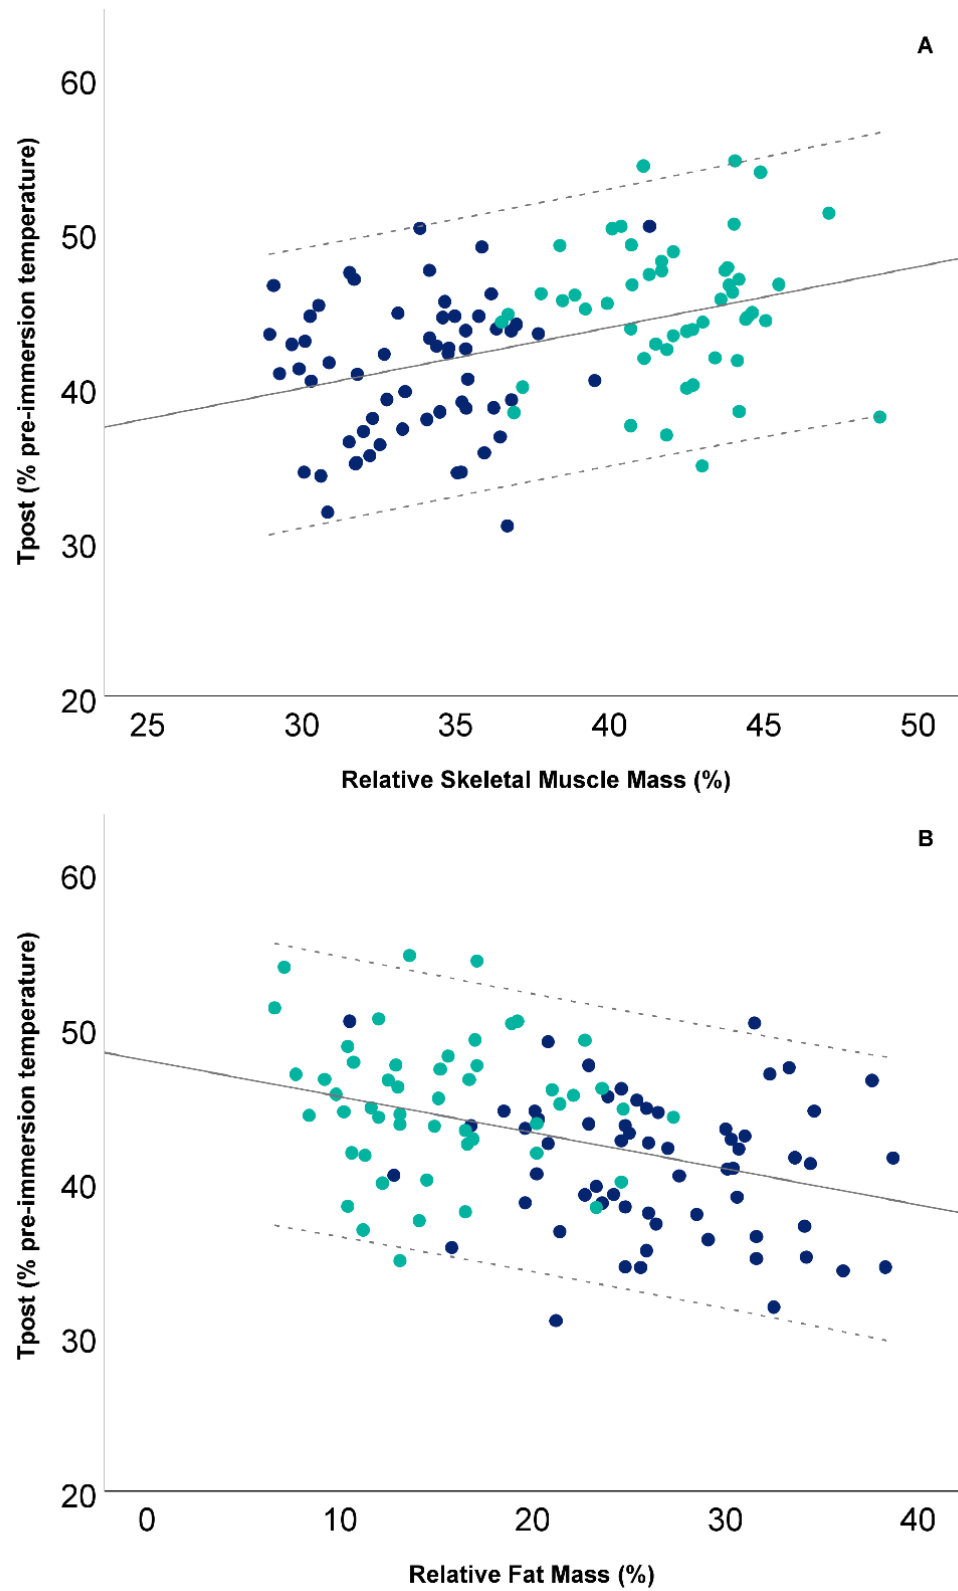 A
60
50
40
30
20
Tpost (% pre-immersion temperature)
25 30 35 40 45 50
Relative Skeletal Muscle Mass (%)
B
60
50
40
30
20
Tpost (% pre-immersion temperature)
0 10 20 30 40
Relative Fat Mass (%)